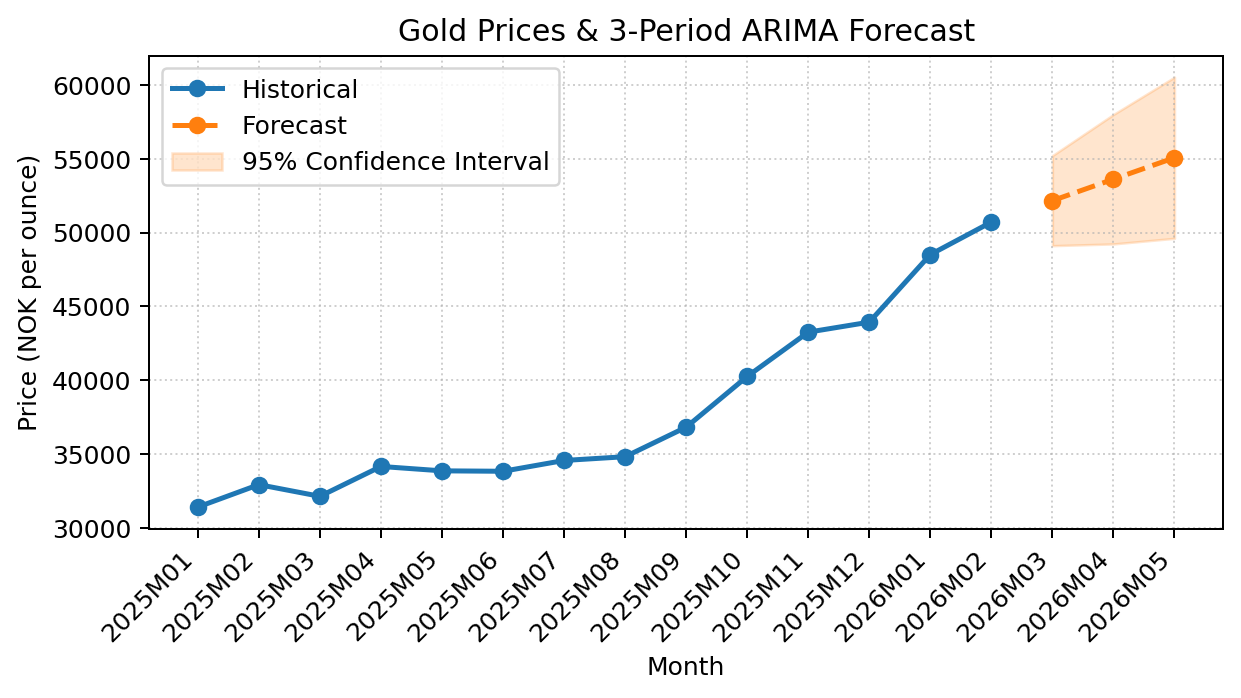 Gold Prices & 3-Period ARIMA Forecast
Historical
Forecast
95% Confidence Interval
Price (NOK per ounce)
60000
55000
50000
45000
40000
35000
30000
2025M01
2025M02
2025M03
2025M04
2025M05
2025M06
2025M07
2025M08
2025M09
2025M10
2025M11
2025M12
2026M01
2026M02
2026M03
2026M04
2026M05
Month